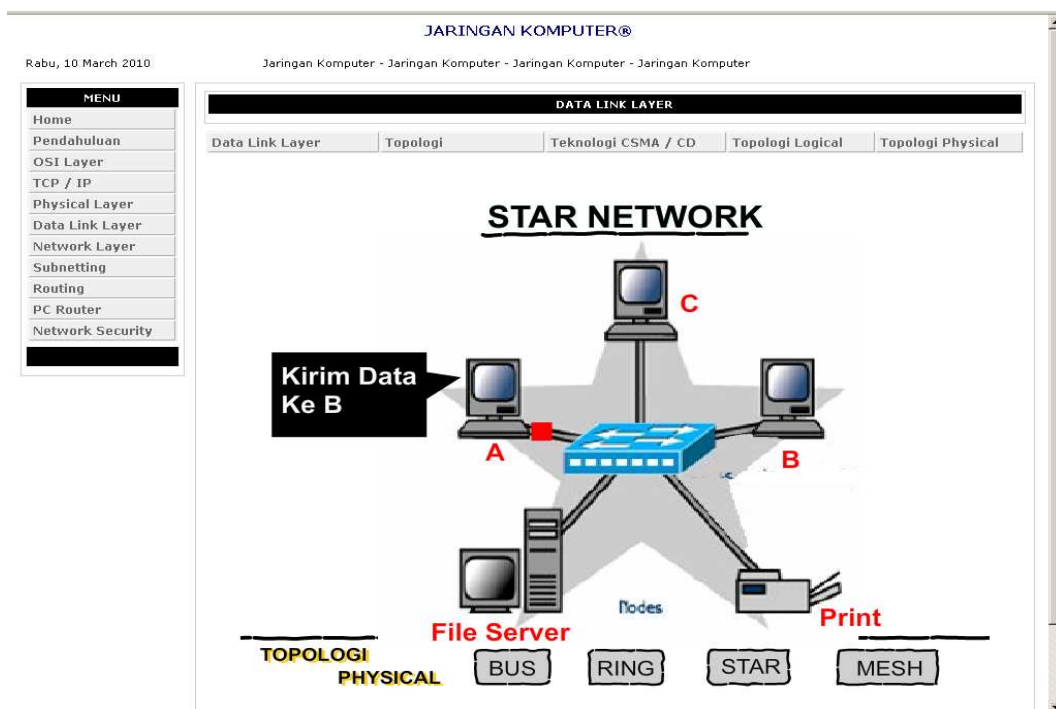 JARINGAN KOMPUTER®
Rabu, 10 March 2010
Jaringan Komputer - Jaringan Komputer - Jaringan Komputer - Jaringan Komputer
MENU
Home
Pendahuluan
OSI Layer
TCP / IP
Physical Layer
Data Link Layer
Network Layer
Subnetting
Routing
PC Router
Network Security
DATA LINK LAYER
Data Link Layer
Topologi
Teknologi CSMA / CD
Topologi Logical
Topologi Physical
STAR NETWORK
C
Kirim Data
Ke B
A
B
Nodes
File Server
Print
TOPOLOGI
PHYSICAL
BUS
RING
STAR
MESH